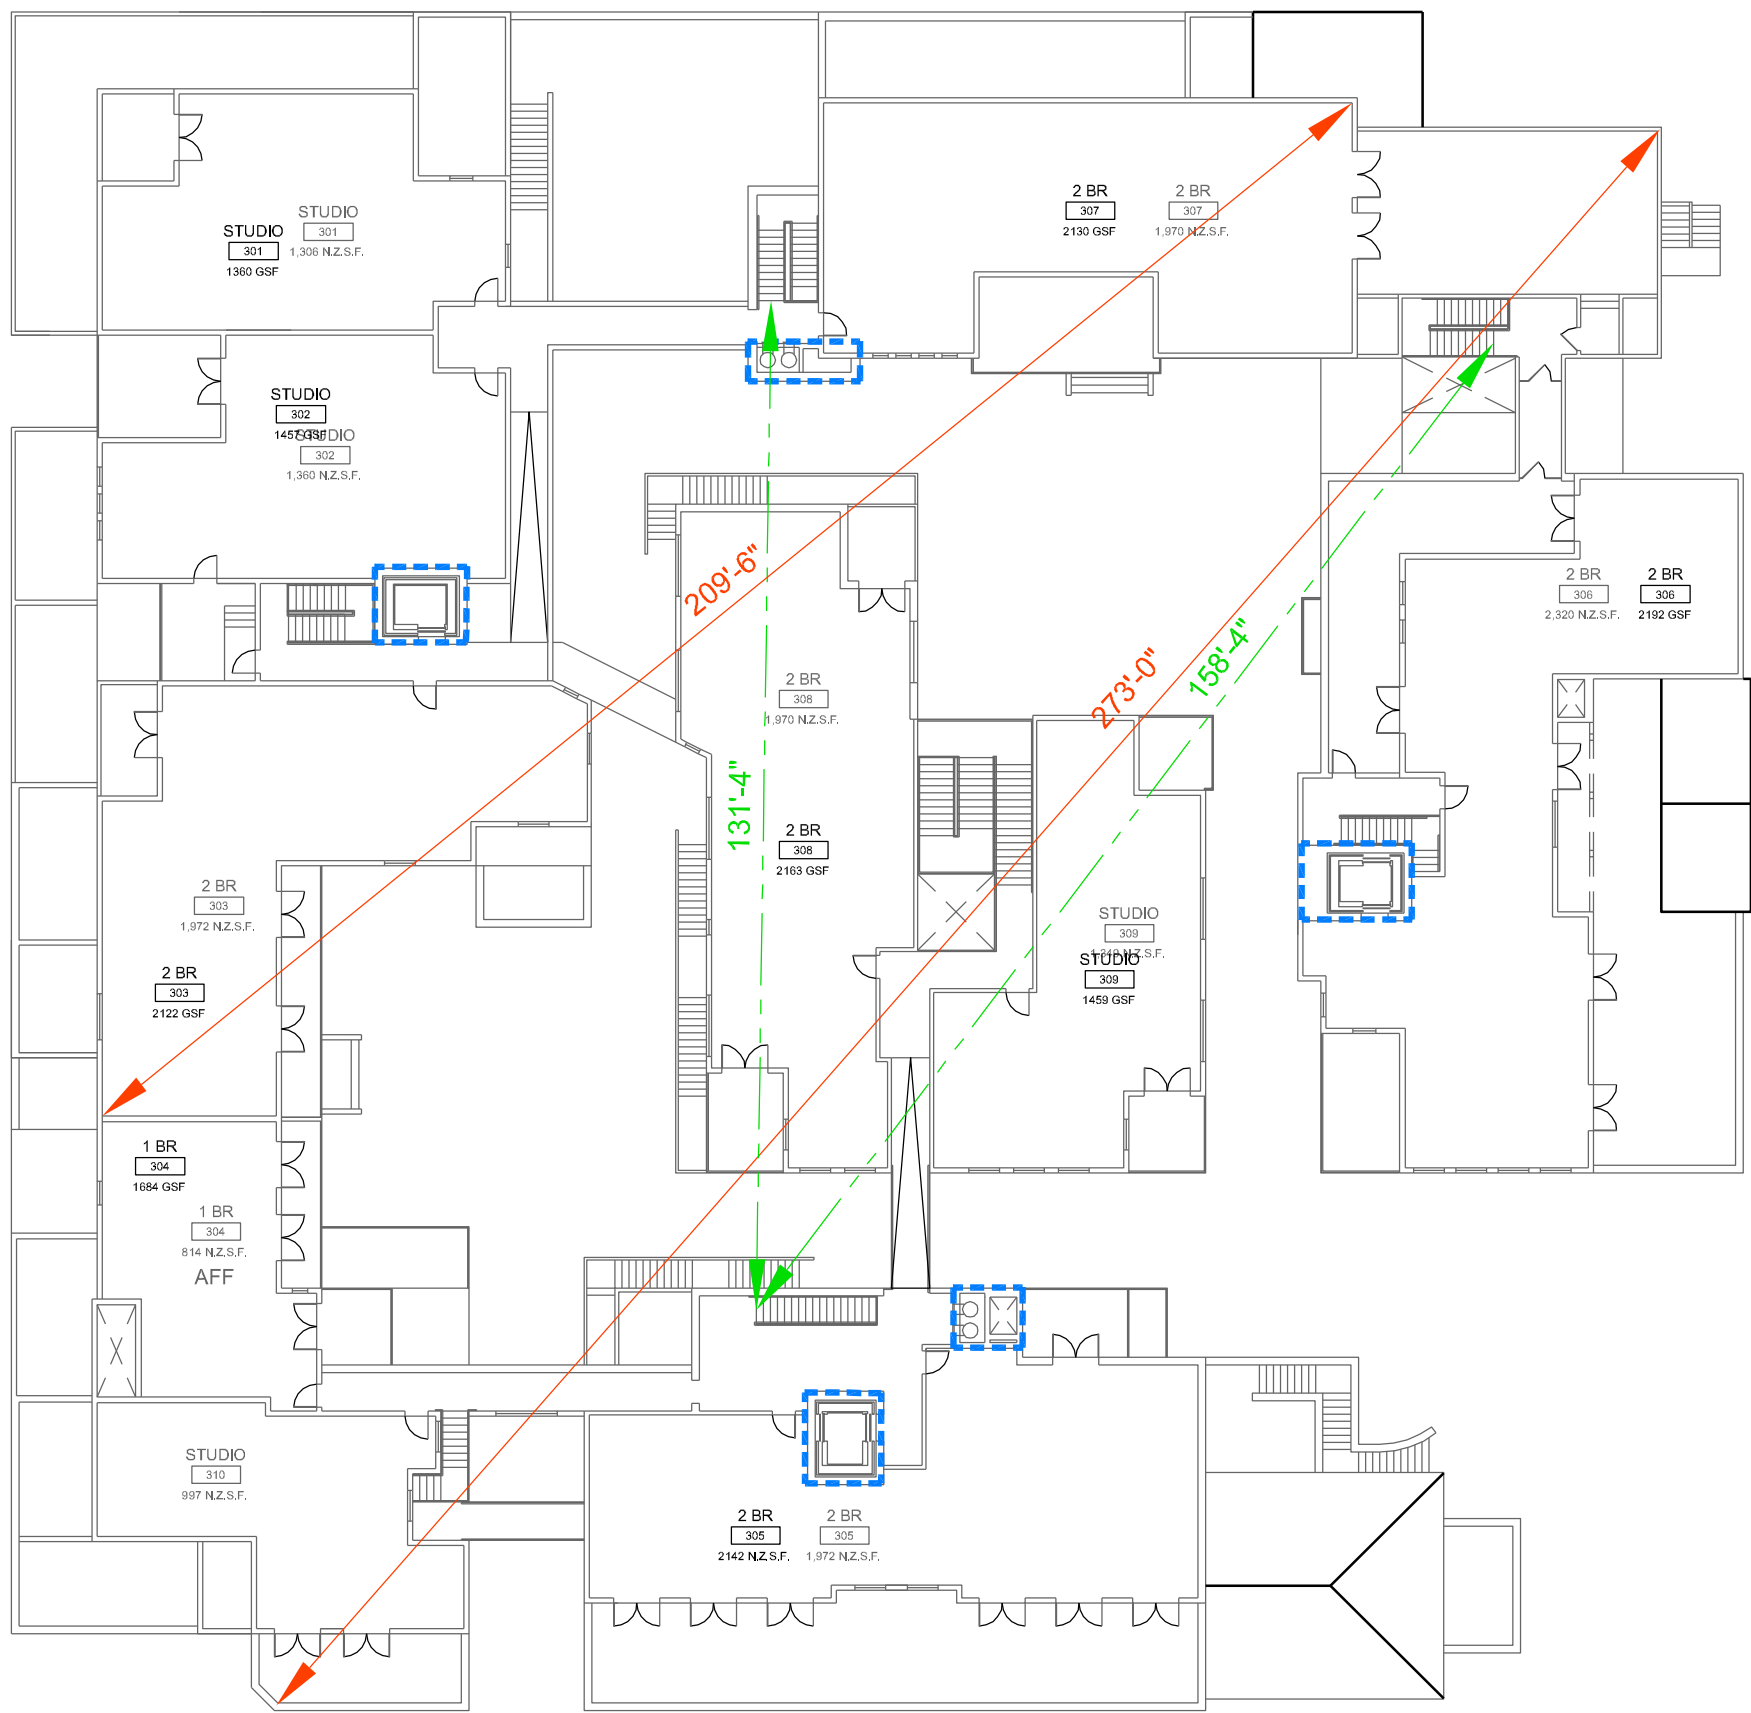 STUDIO
301
1,306 N.Z.S.F.
STUDIO
301
1360 GSF
2 BR
307
2130 GSF
2 BR
307
1,970 N.Z.S.F.
STUDIO
302
1457 GSF
STUDIO
302
1,360 N.Z.S.F.
209'-6"
2 BR
306
2,320 N.Z.S.F.
2 BR
306
2192 GSF
273'-0"
158'-4"
2 BR
308
1,970 N.Z.S.F.
131'-4"
2 BR
308
2163 GSF
2 BR
303
1,972 N.Z.S.F.
2 BR
303
2122 GSF
STUDIO
309
N.Z.S.F.
STUDIO
309
1459 GSF
1 BR
304
1684 GSF
1 BR
304
814 N.Z.S.F.
AFF
STUDIO
310
997 N.Z.S.F.
2 BR
305
2142 N.Z.S.F.
2 BR
305
1,972 N.Z.S.F.